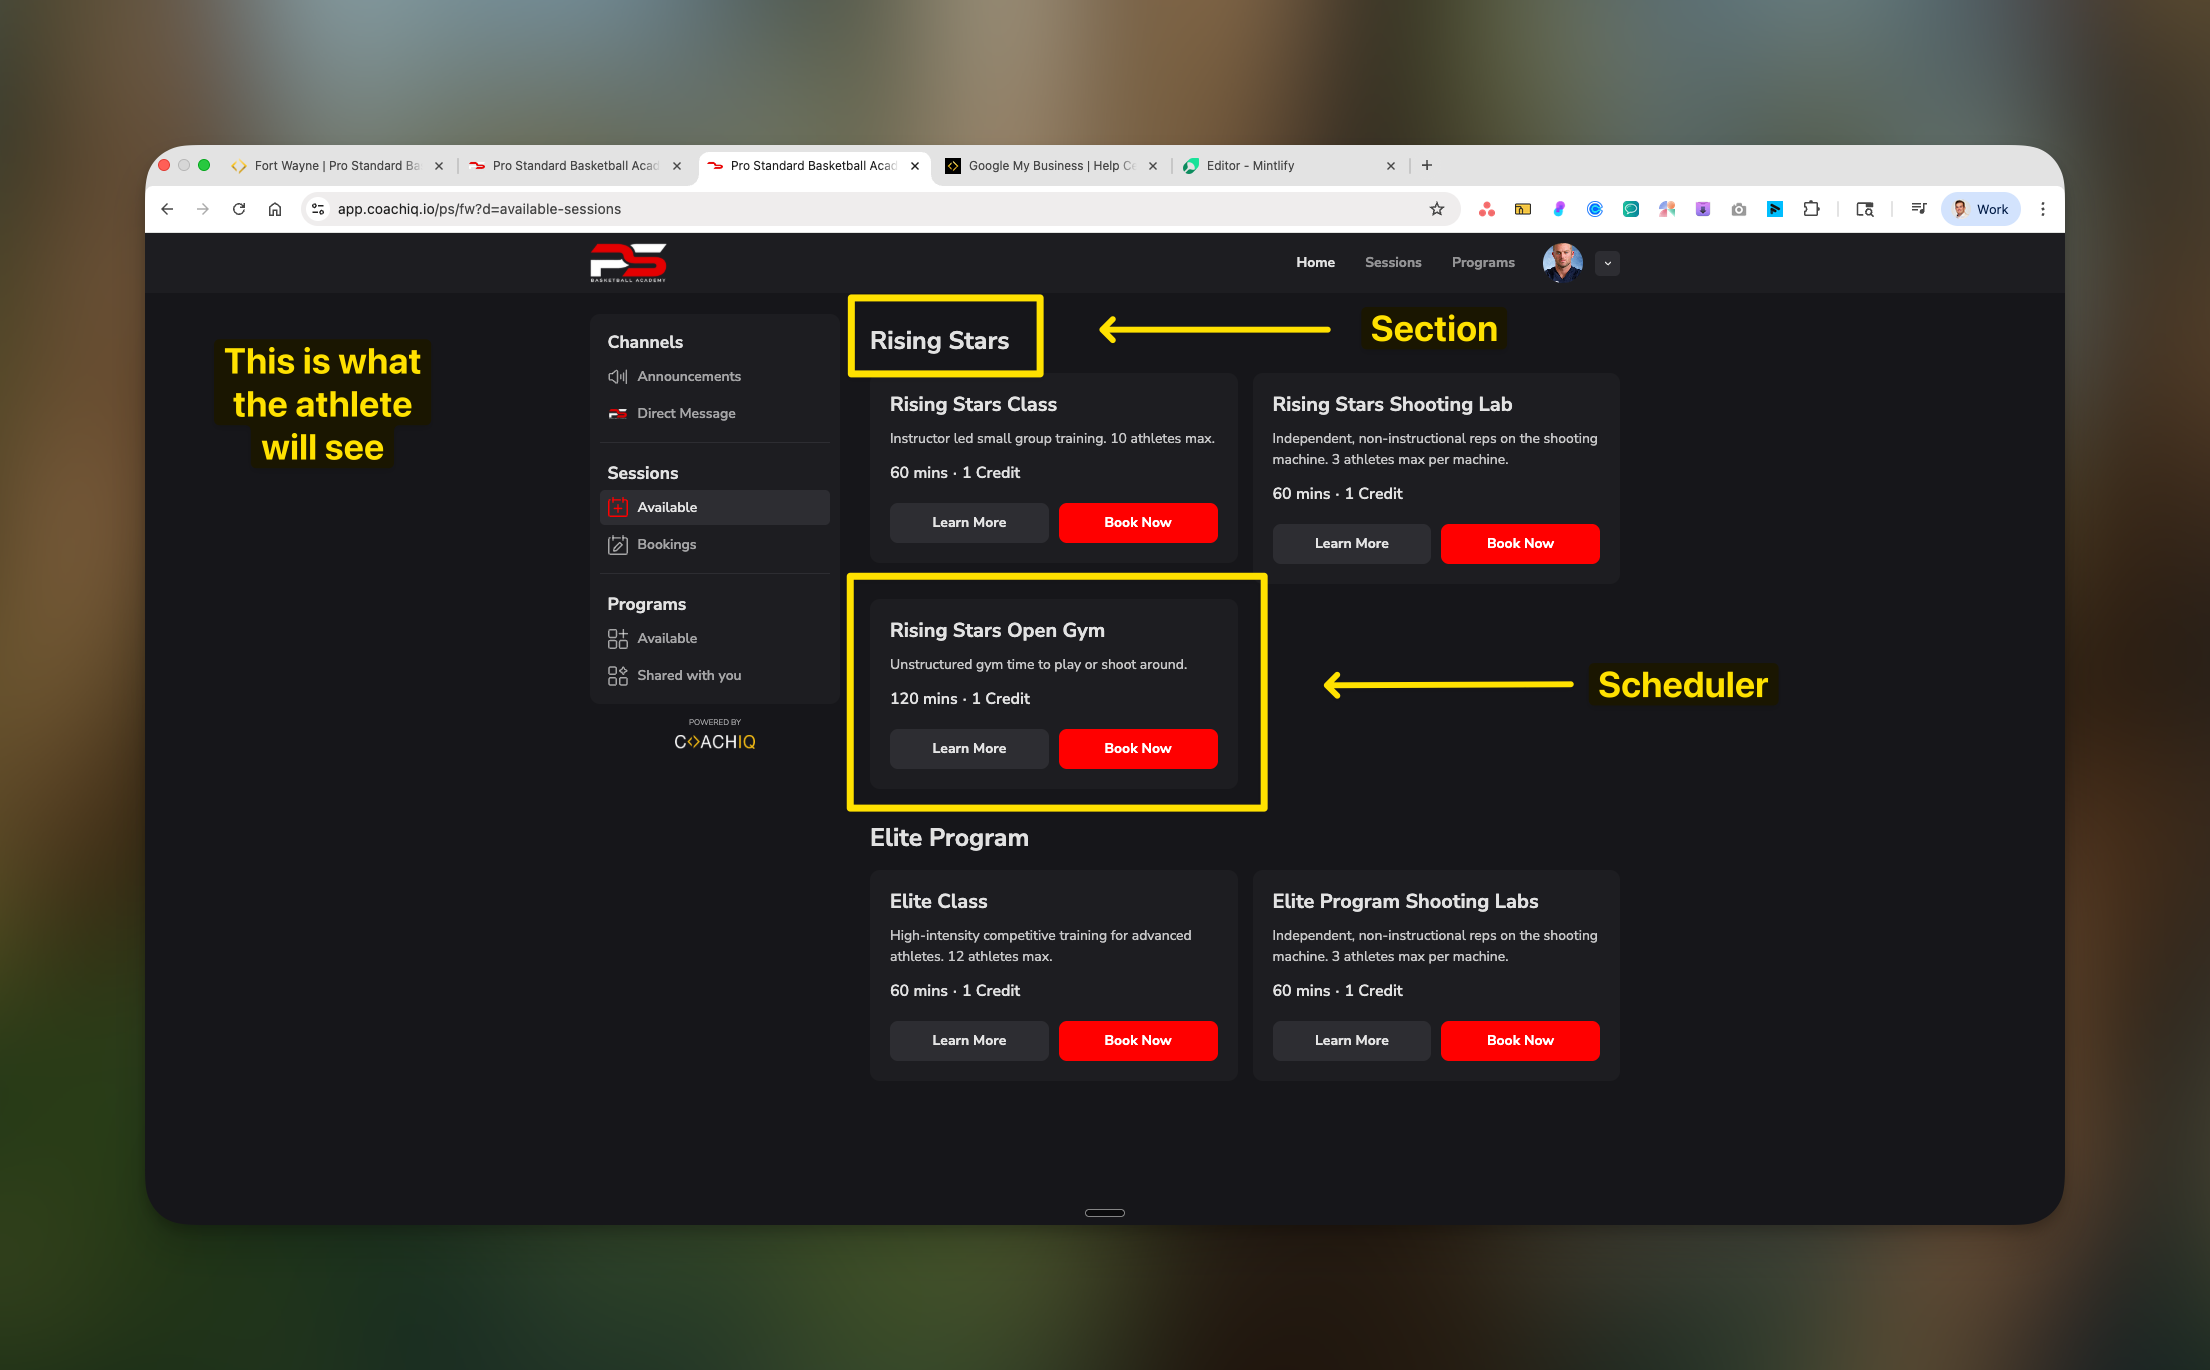 Fort Wayne | Pro Standard Ba
Pro Standard Basketball Acad
Pro Standard Basketball Acad
Google My Business | Help Ce
Editor - Mintlify
app.coachiq.io/ps/fw?d=available-sessions
Work
PS
BASKETBALL ACADEMY
Home
Sessions
Programs
This is what
the athlete
will see
Channels
Announcements
Direct Message
Sessions
Available
Bookings
Programs
Available
Shared with you
POWERED BY
COACHIQ
Rising Stars
Section
Rising Stars Class
Instructor led small group training. 10 athletes max.
60 mins · 1 Credit
Learn More
Book Now
Rising Stars Shooting Lab
Independent, non-instructional reps on the shooting
machine. 3 athletes max per machine.
60 mins · 1 Credit
Learn More
Book Now
Rising Stars Open Gym
Unstructured gym time to play or shoot around.
120 mins · 1 Credit
Learn More
Book Now
Scheduler
Elite Program
Elite Class
High-intensity competitive training for advanced
athletes. 12 athletes max.
60 mins · 1 Credit
Learn More
Book Now
Elite Program Shooting Labs
Independent, non-instructional reps on the shooting
machine. 3 athletes max per machine.
60 mins · 1 Credit
Learn More
Book Now